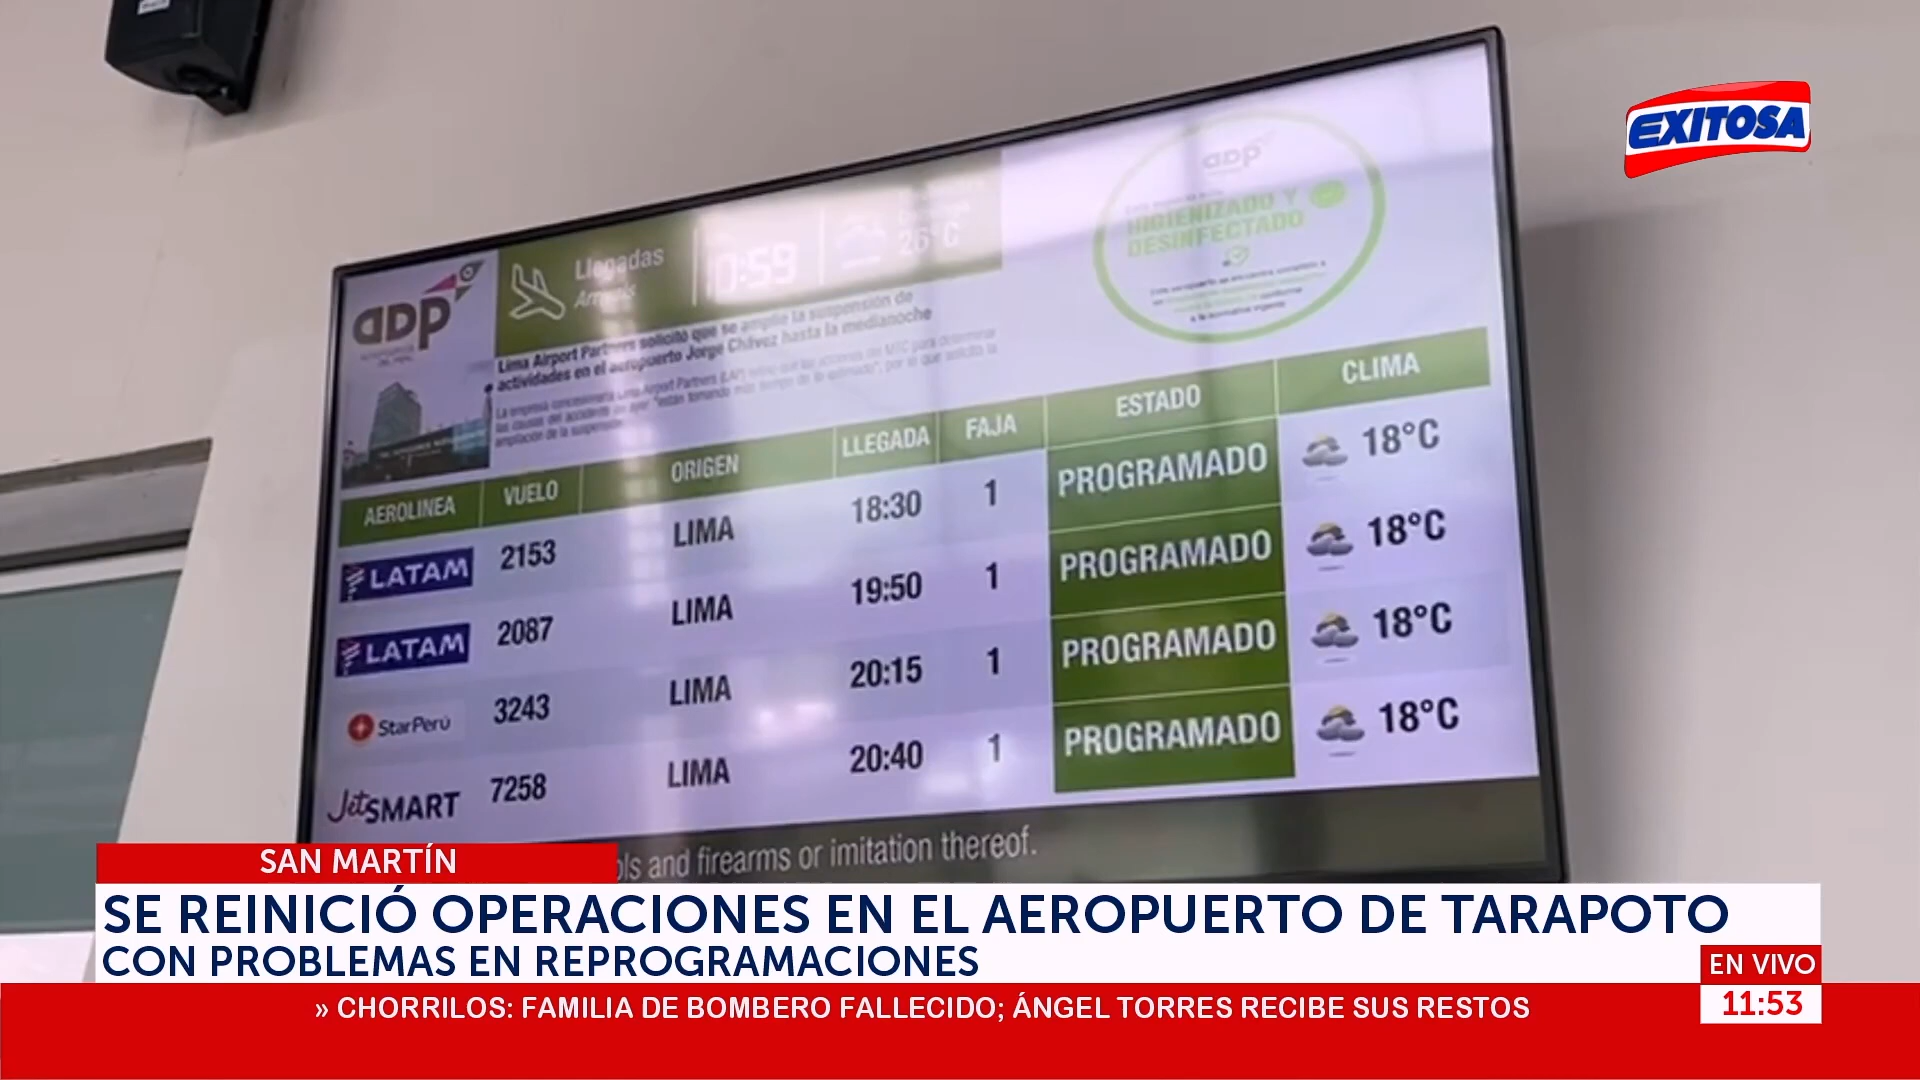 EXITOSA
adp
HIGIENIZADO Y
DESINFECTADO
adp
Llegadas
Arrivals
:59
26°C
Lima Airport Partners solicitó que se amplíe la suspensión de
actividades en el aeropuerto Jorge Chávez hasta la medianoche
AEROLINEA VUELO ORIGEN LLEGADA FAJA ESTADO CLIMA
LATAM 2153 LIMA 18:30 1 PROGRAMADO 18°C
LATAM 2087 LIMA 19:50 1 PROGRAMADO 18°C
StarPerú 3243 LIMA 20:15 1 PROGRAMADO 18°C
JetSMART 7258 LIMA 20:40 1 PROGRAMADO 18°C
ols and firearms or imitation thereof.
SAN MARTÍN
SE REINICIÓ OPERACIONES EN EL AEROPUERTO DE TARAPOTO
CON PROBLEMAS EN REPROGRAMACIONES
EN VIVO
11:53
» CHORRILOS: FAMILIA DE BOMBERO FALLECIDO; ÁNGEL TORRES RECIBE SUS RESTOS